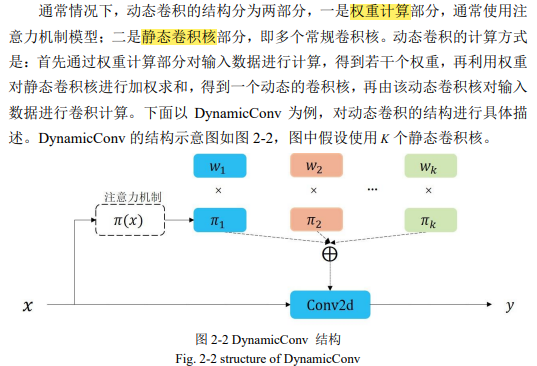 通常情况下，动态卷积的结构分为两部分，一是权重计算部分，通常使用注
意力机制模型；二是静态卷积核部分，即多个常规卷积核。动态卷积的计算方式
是：首先通过权重计算部分对输入数据进行计算，得到若干个权重，再利用权重
对静态卷积核进行加权求和，得到一个动态的卷积核，再由该动态卷积核对输入
数据进行卷积计算。下面以 DynamicConv 为例，对动态卷积的结构进行具体描
述。DynamicConv 的结构示意图如图 2-2，图中假设使用 K 个静态卷积核。
w₁ w₂ wₖ
注意力机制 × × ··· ×
π(x) π₁ π₂ πₖ
⊕
x Conv2d y
图 2-2 DynamicConv 结构
Fig. 2-2 structure of DynamicConv